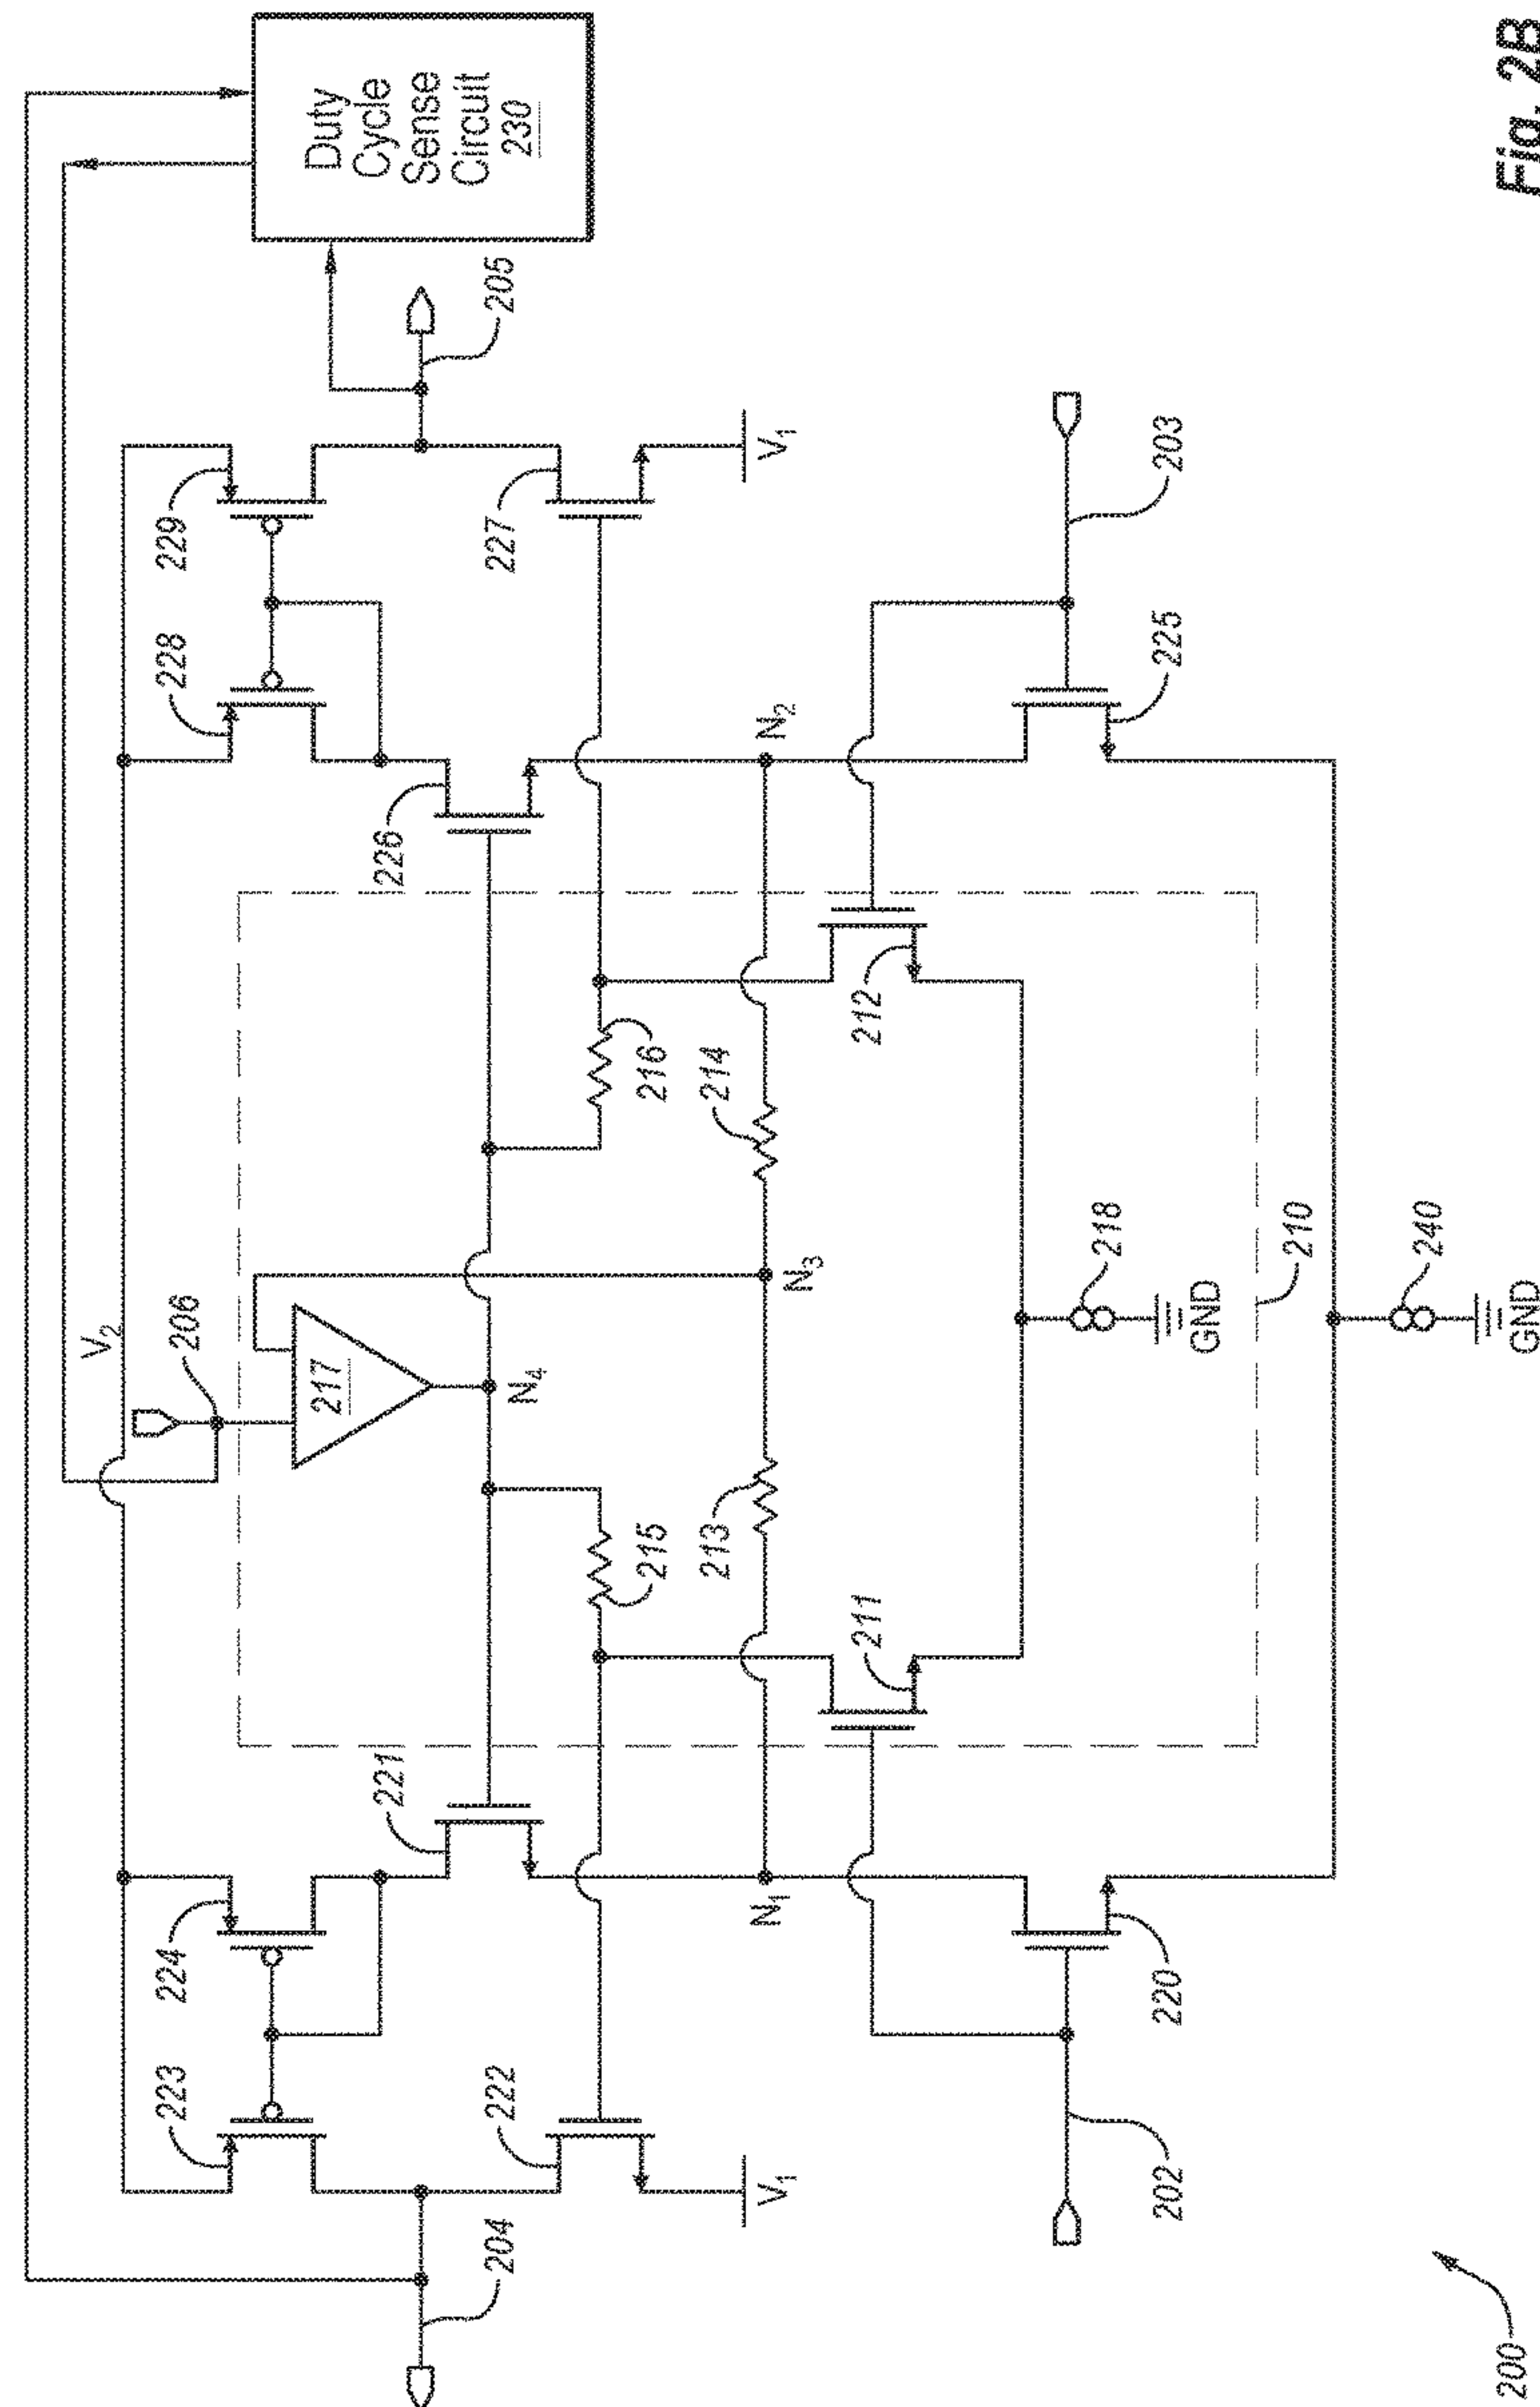 Duty
Cycle
Sense
Circuit
230
V₂
206
217
N₄
204
223
224
221
222
V₁
N₁
202
220
211
215
213
N₃
214
216
212
218
GND
210
240
GND
226
228
229
227
N₂
V₁
205
203
225
200
Fig. 2B